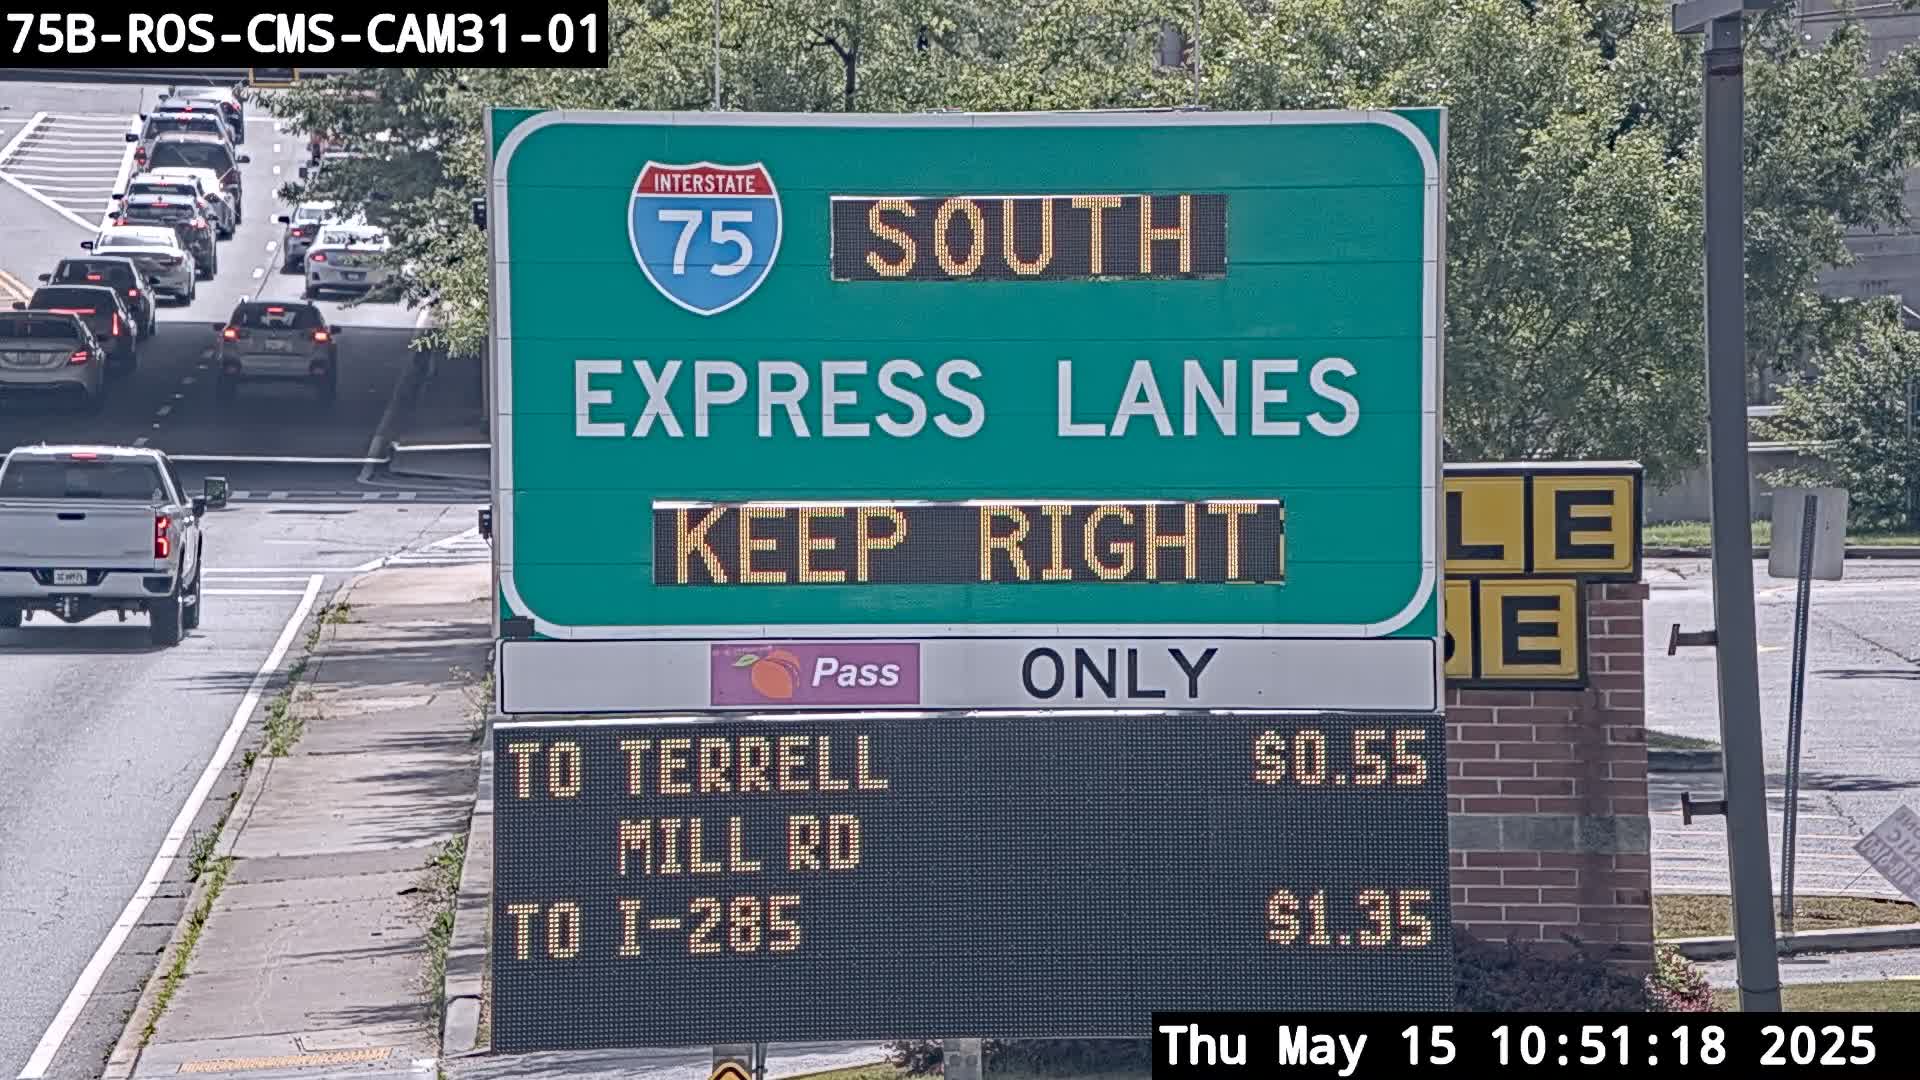 75B-ROS-CMS-CAM31-01
INTERSTATE
75
SOUTH
EXPRESS LANES
KEEP RIGHT
Pass ONLY
TO TERRELL $0.55
MILL RD
TO I-285 $1.35
LE
E
Thu May 15 10:51:18 2025